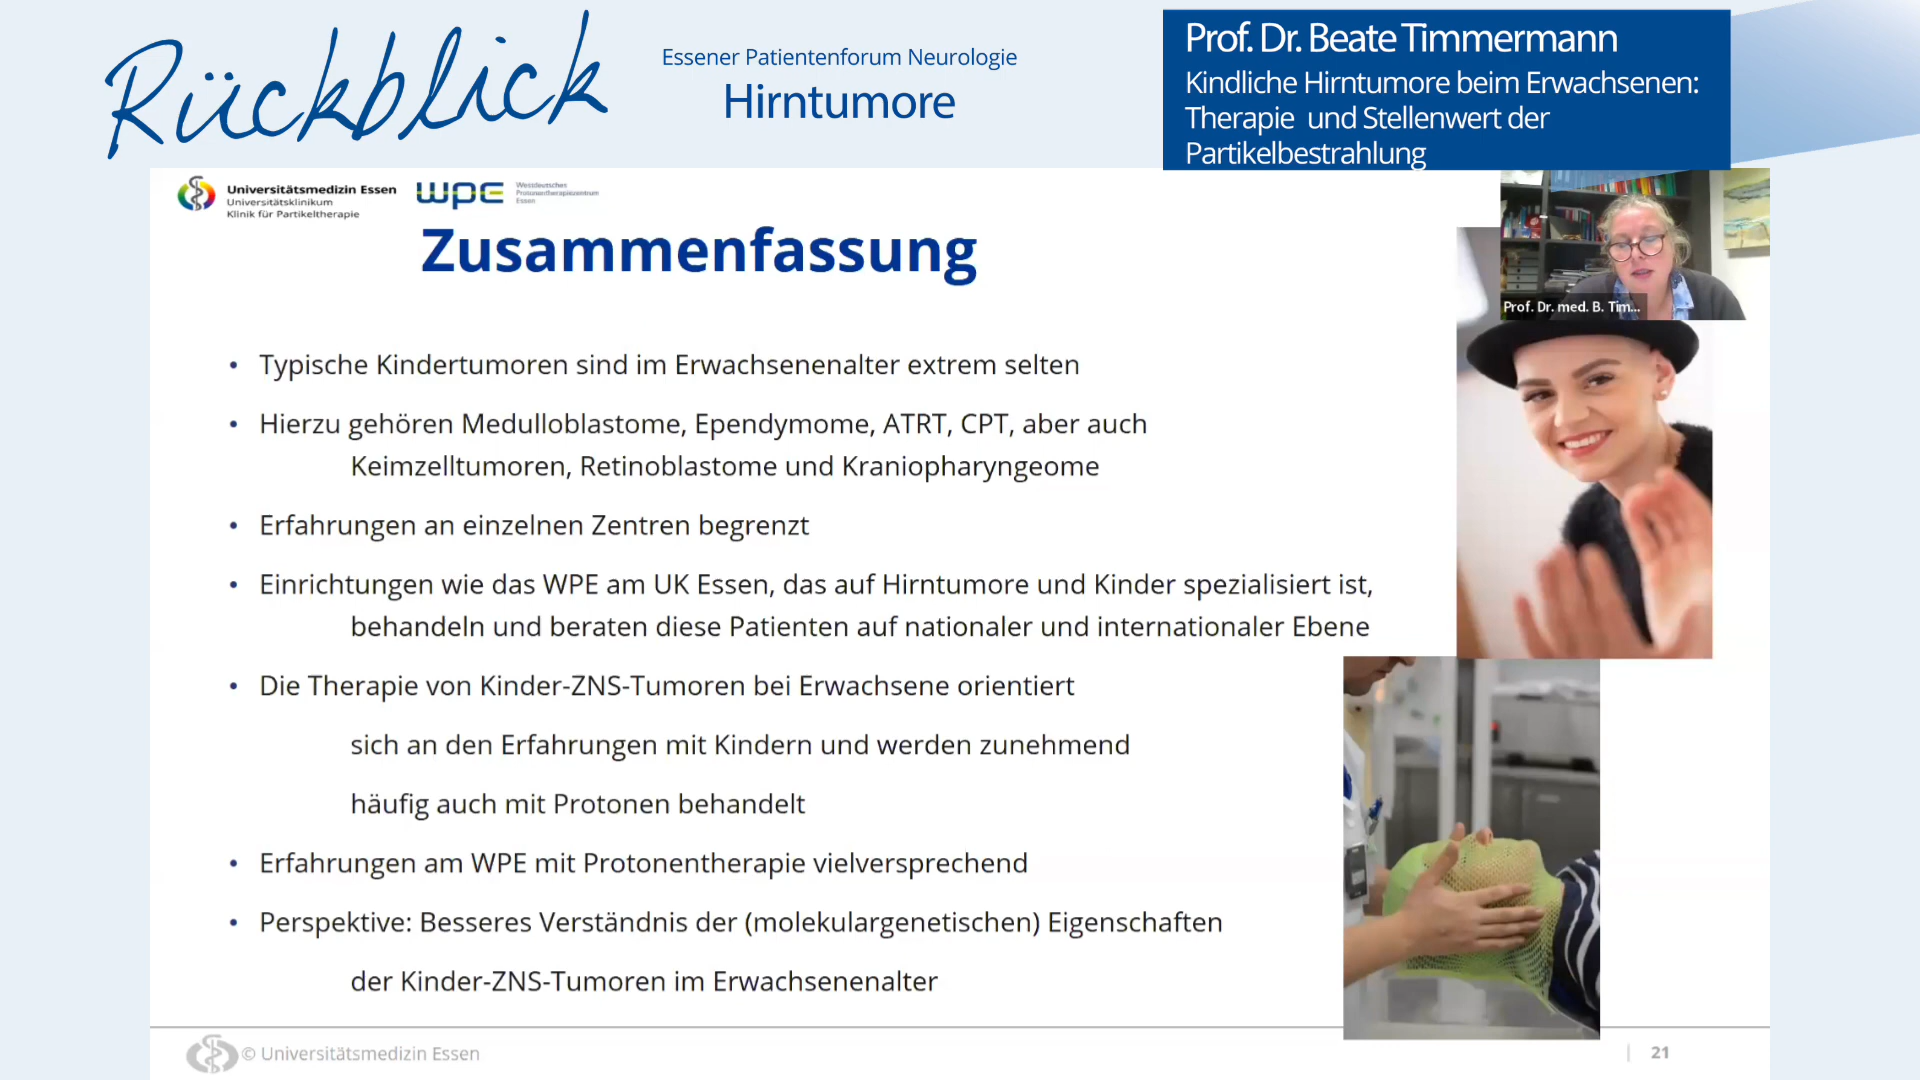 Rückblick
Essener Patientenforum Neurologie
Hirntumore
Prof. Dr. Beate Timmermann
Kindliche Hirntumore beim Erwachsenen:
Therapie und Stellenwert der
Partikelbestrahlung
Universitätsmedizin Essen
Universitätsklinikum
Klinik für Partikeltherapie
wpe
Westdeutsches
Protonentherapiezentrum
Essen
Zusammenfassung
Prof. Dr. med. B. Tim...
• Typische Kindertumoren sind im Erwachsenenalter extrem selten
• Hierzu gehören Medulloblastome, Ependymome, ATRT, CPT, aber auch
Keimzelltumoren, Retinoblastome und Kraniopharyngeome
• Erfahrungen an einzelnen Zentren begrenzt
• Einrichtungen wie das WPE am UK Essen, das auf Hirntumore und Kinder spezialisiert ist,
behandeln und beraten diese Patienten auf nationaler und internationaler Ebene
• Die Therapie von Kinder-ZNS-Tumoren bei Erwachsene orientiert
sich an den Erfahrungen mit Kindern und werden zunehmend
häufig auch mit Protonen behandelt
• Erfahrungen am WPE mit Protonentherapie vielversprechend
• Perspektive: Besseres Verständnis der (molekulargenetischen) Eigenschaften
der Kinder-ZNS-Tumoren im Erwachsenenalter
© Universitätsmedizin Essen
| 21